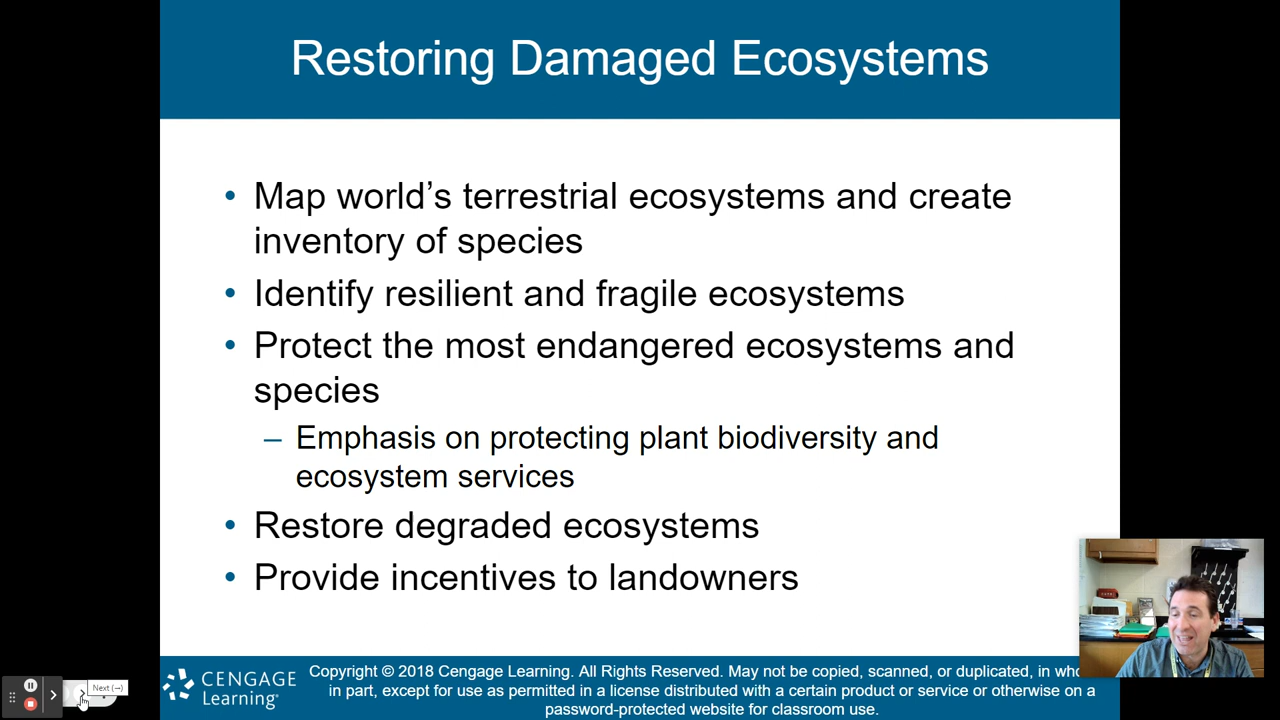 Restoring Damaged Ecosystems
• Map world’s terrestrial ecosystems and create
inventory of species
• Identify resilient and fragile ecosystems
• Protect the most endangered ecosystems and
species
– Emphasis on protecting plant biodiversity and
ecosystem services
• Restore degraded ecosystems
• Provide incentives to landowners
CENGAGE
Learning®
Copyright © 2018 Cengage Learning. All Rights Reserved. May not be copied, scanned, or duplicated, in
in part, except for use as permitted in a license distributed with a certain product or service or otherwise on a
password-protected website for classroom use.
Next (→)